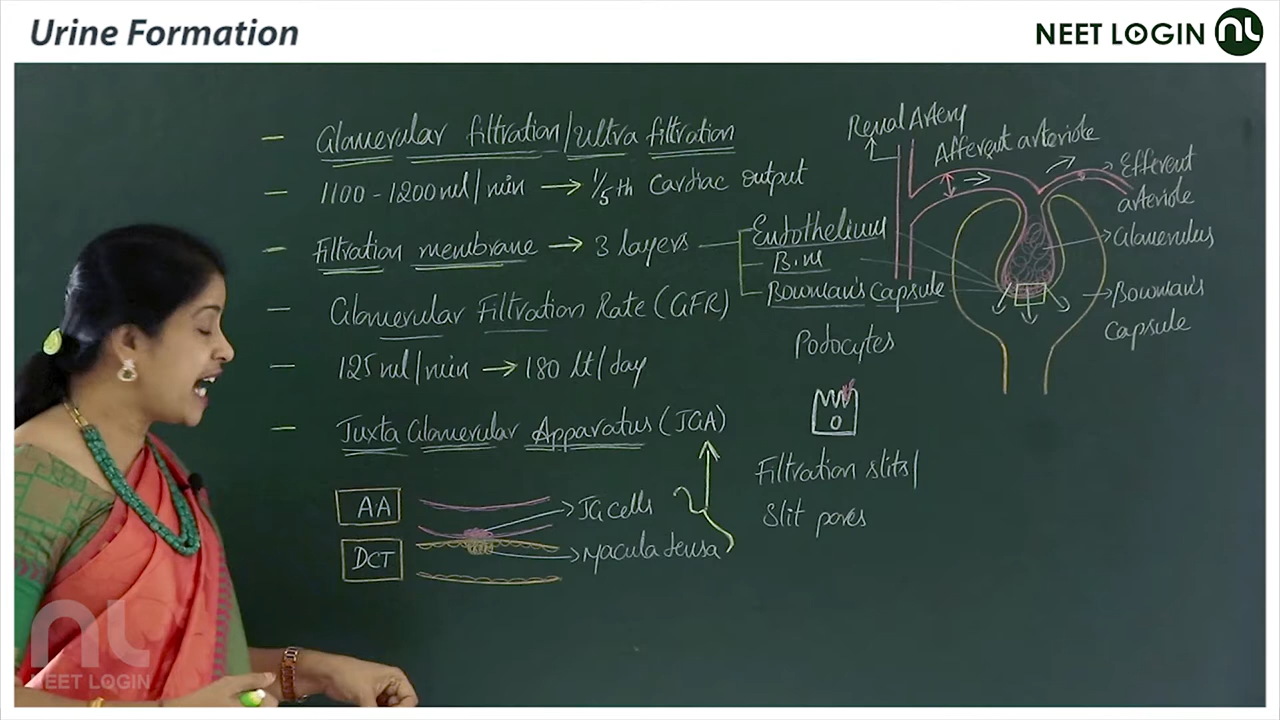 Urine Formation
NEET LOGIN nl
– Glomerular filtration/ultra filtration
– 1100-1200ml/min → 1/5th Cardiac output
– Filtration membrane → 3 layers
Endothelium
B.M
Bowman's Capsule
Podocytes
Filtration slits/
Slit pores
– Glomerular Filtration Rate (GFR)
– 125 ml/min → 180 lt/day
– Juxta Glomerular Apparatus (JGA)
AA
JG cells
DCT
Macula densa
Renal Artery
Afferent arteriole
Efferent
arteriole
Glomerulus
Bowman's
Capsule
nl
NEET LOGIN